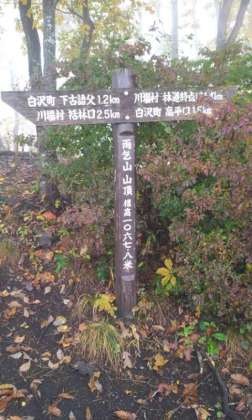 白沢町 下古語父1.2km
川場村 林道終点
川場村 桔林口2.5km
白沢町 高平口
雨乞山山頂 標高一〇六七・八米